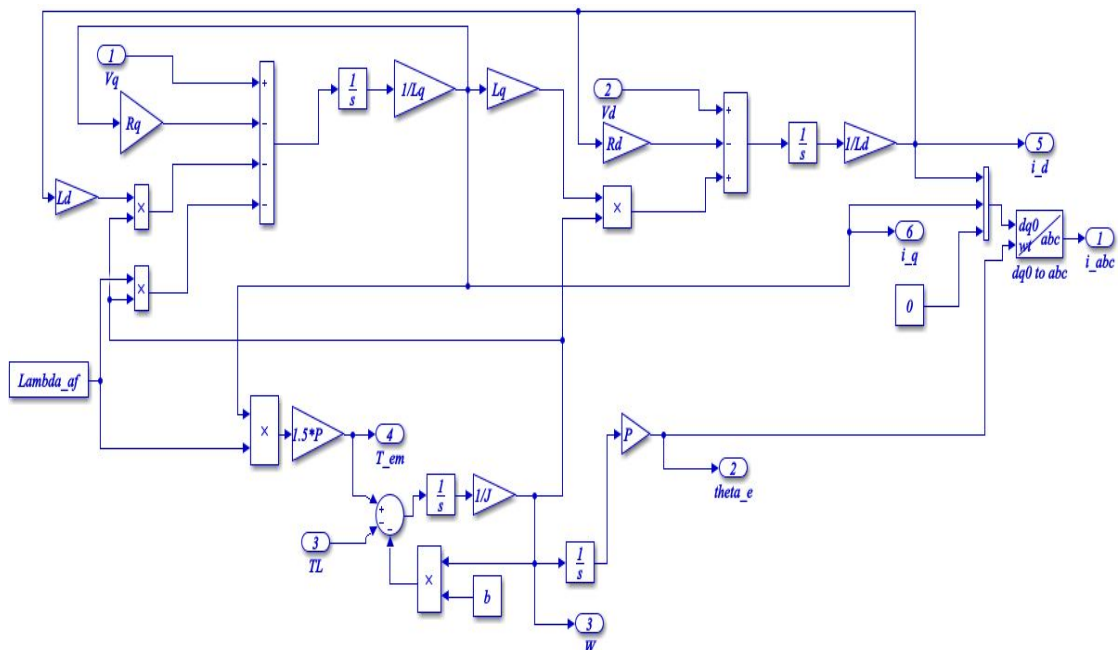 1
Vq
+
−
−
−
Rq
Ld
×
×
1
s
1/Lq
Lq
2
Vd
Rd
×
+
−
+
1
s
1/Ld
5
i_d
6
i_q
0
dq0
wt
abc
dq0 to abc
1
i_abc
Lambda_af
×
1.5*P
4
T_em
+
−
−
3
TL
1
s
1/J
×
b
1
s
P
2
theta_e
3
W